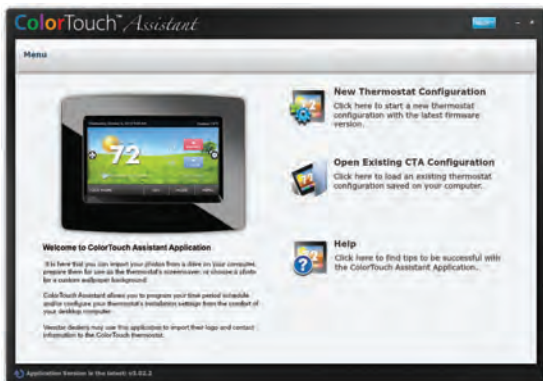 ColorTouch™ Assistant
Menu
72
New Thermostat Configuration
Click here to start a new thermostat
configuration with the latest firmware
version.
Open Existing CTA Configuration
Click here to load an existing thermostat
configuration saved on your computer.
Help
Click here to find tips to be successful with
the ColorTouch Assistant Application.
Welcome to ColorTouch Assistant Application
It is here that you can import your photos from a drive on your computer,
prepare them for use as the thermostat's screensaver, or choose a photo
for a custom wallpaper background
ColorTouch Assistant allows you to program your time period schedule
and/or configure your thermostat's installation settings from the comfort of
your desktop computer.
Venstar dealers may use this application to import their logo and contact
information to the ColorTouch thermostat.
Application Version is the latest: v3.02.2